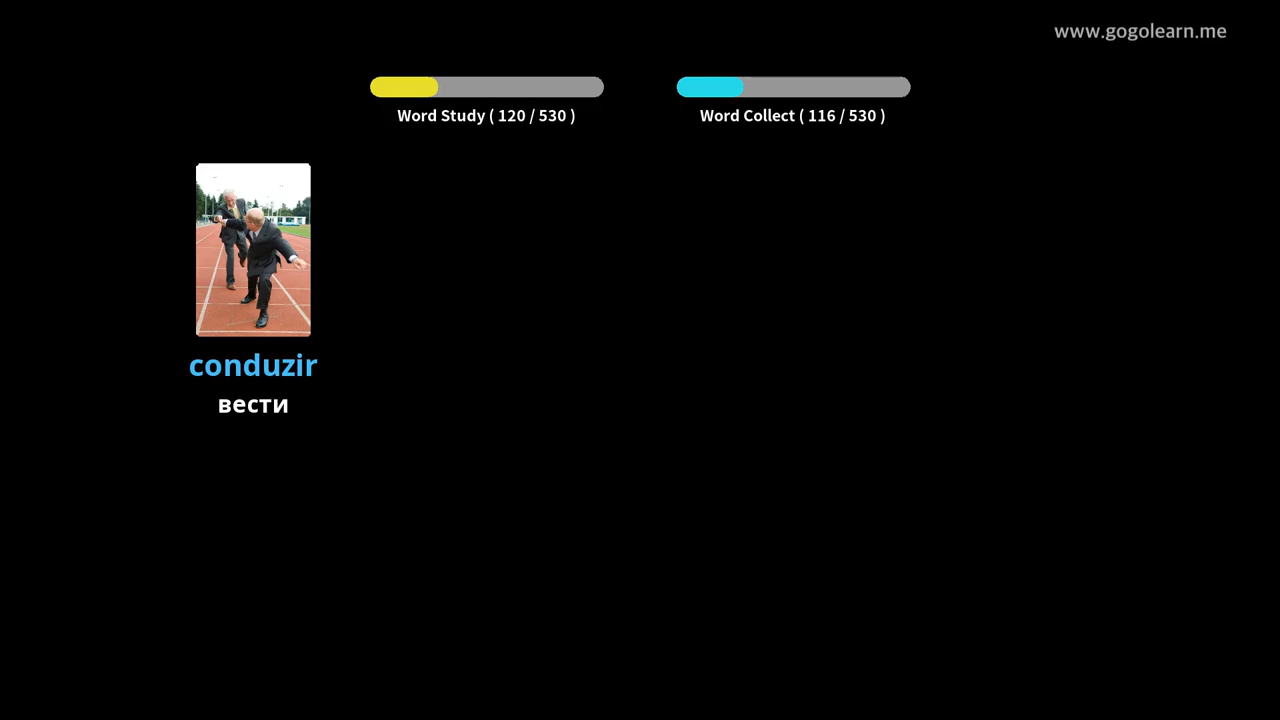 www.gogolearn.me
Word Study ( 120 / 530 )
Word Collect ( 116 / 530 )
conduzir
вести